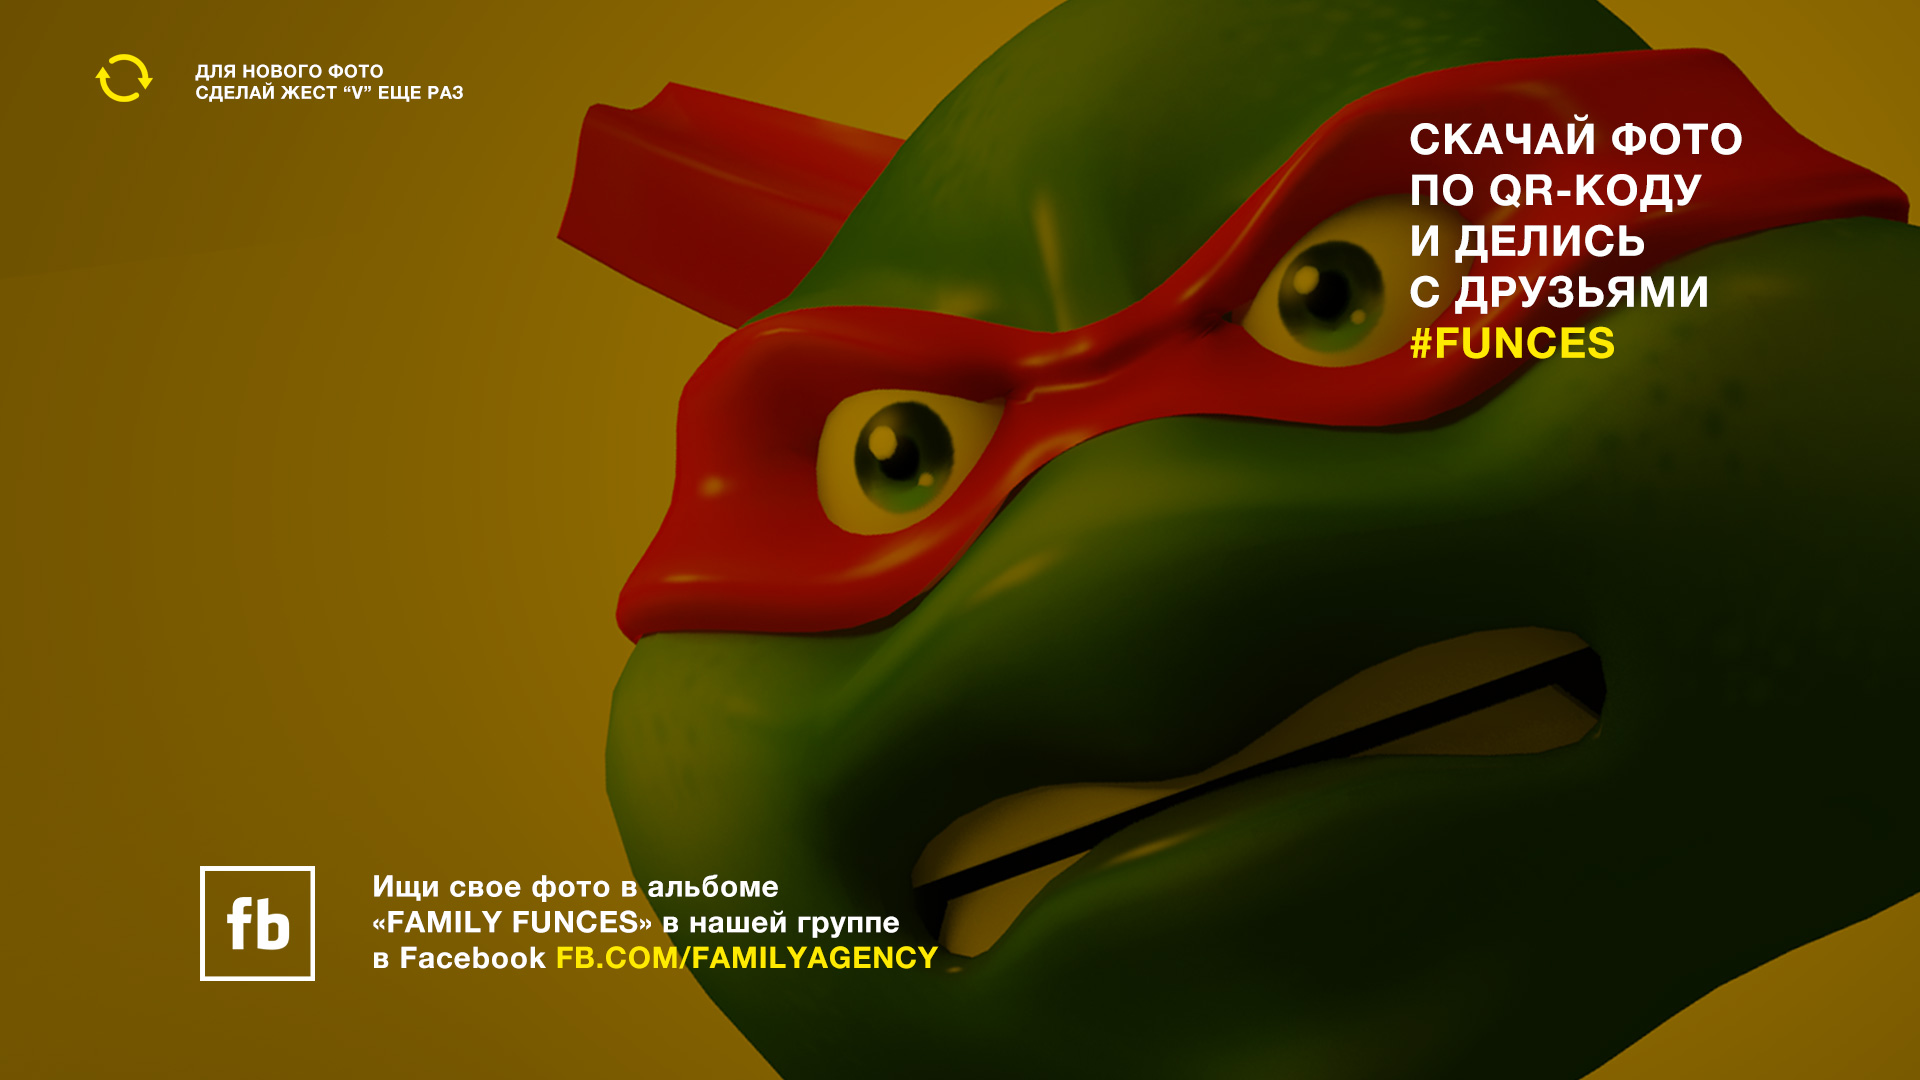 ДЛЯ НОВОГО ФОТО
СДЕЛАЙ ЖЕСТ “V” ЕЩЕ РАЗ
СКАЧАЙ ФОТО
ПО QR-КОДУ
И ДЕЛИСЬ
С ДРУЗЬЯМИ
#FUNCES
fb
Ищи свое фото в альбоме
«FAMILY FUNCES» в нашей группе
в Facebook FB.COM/FAMILYAGENCY